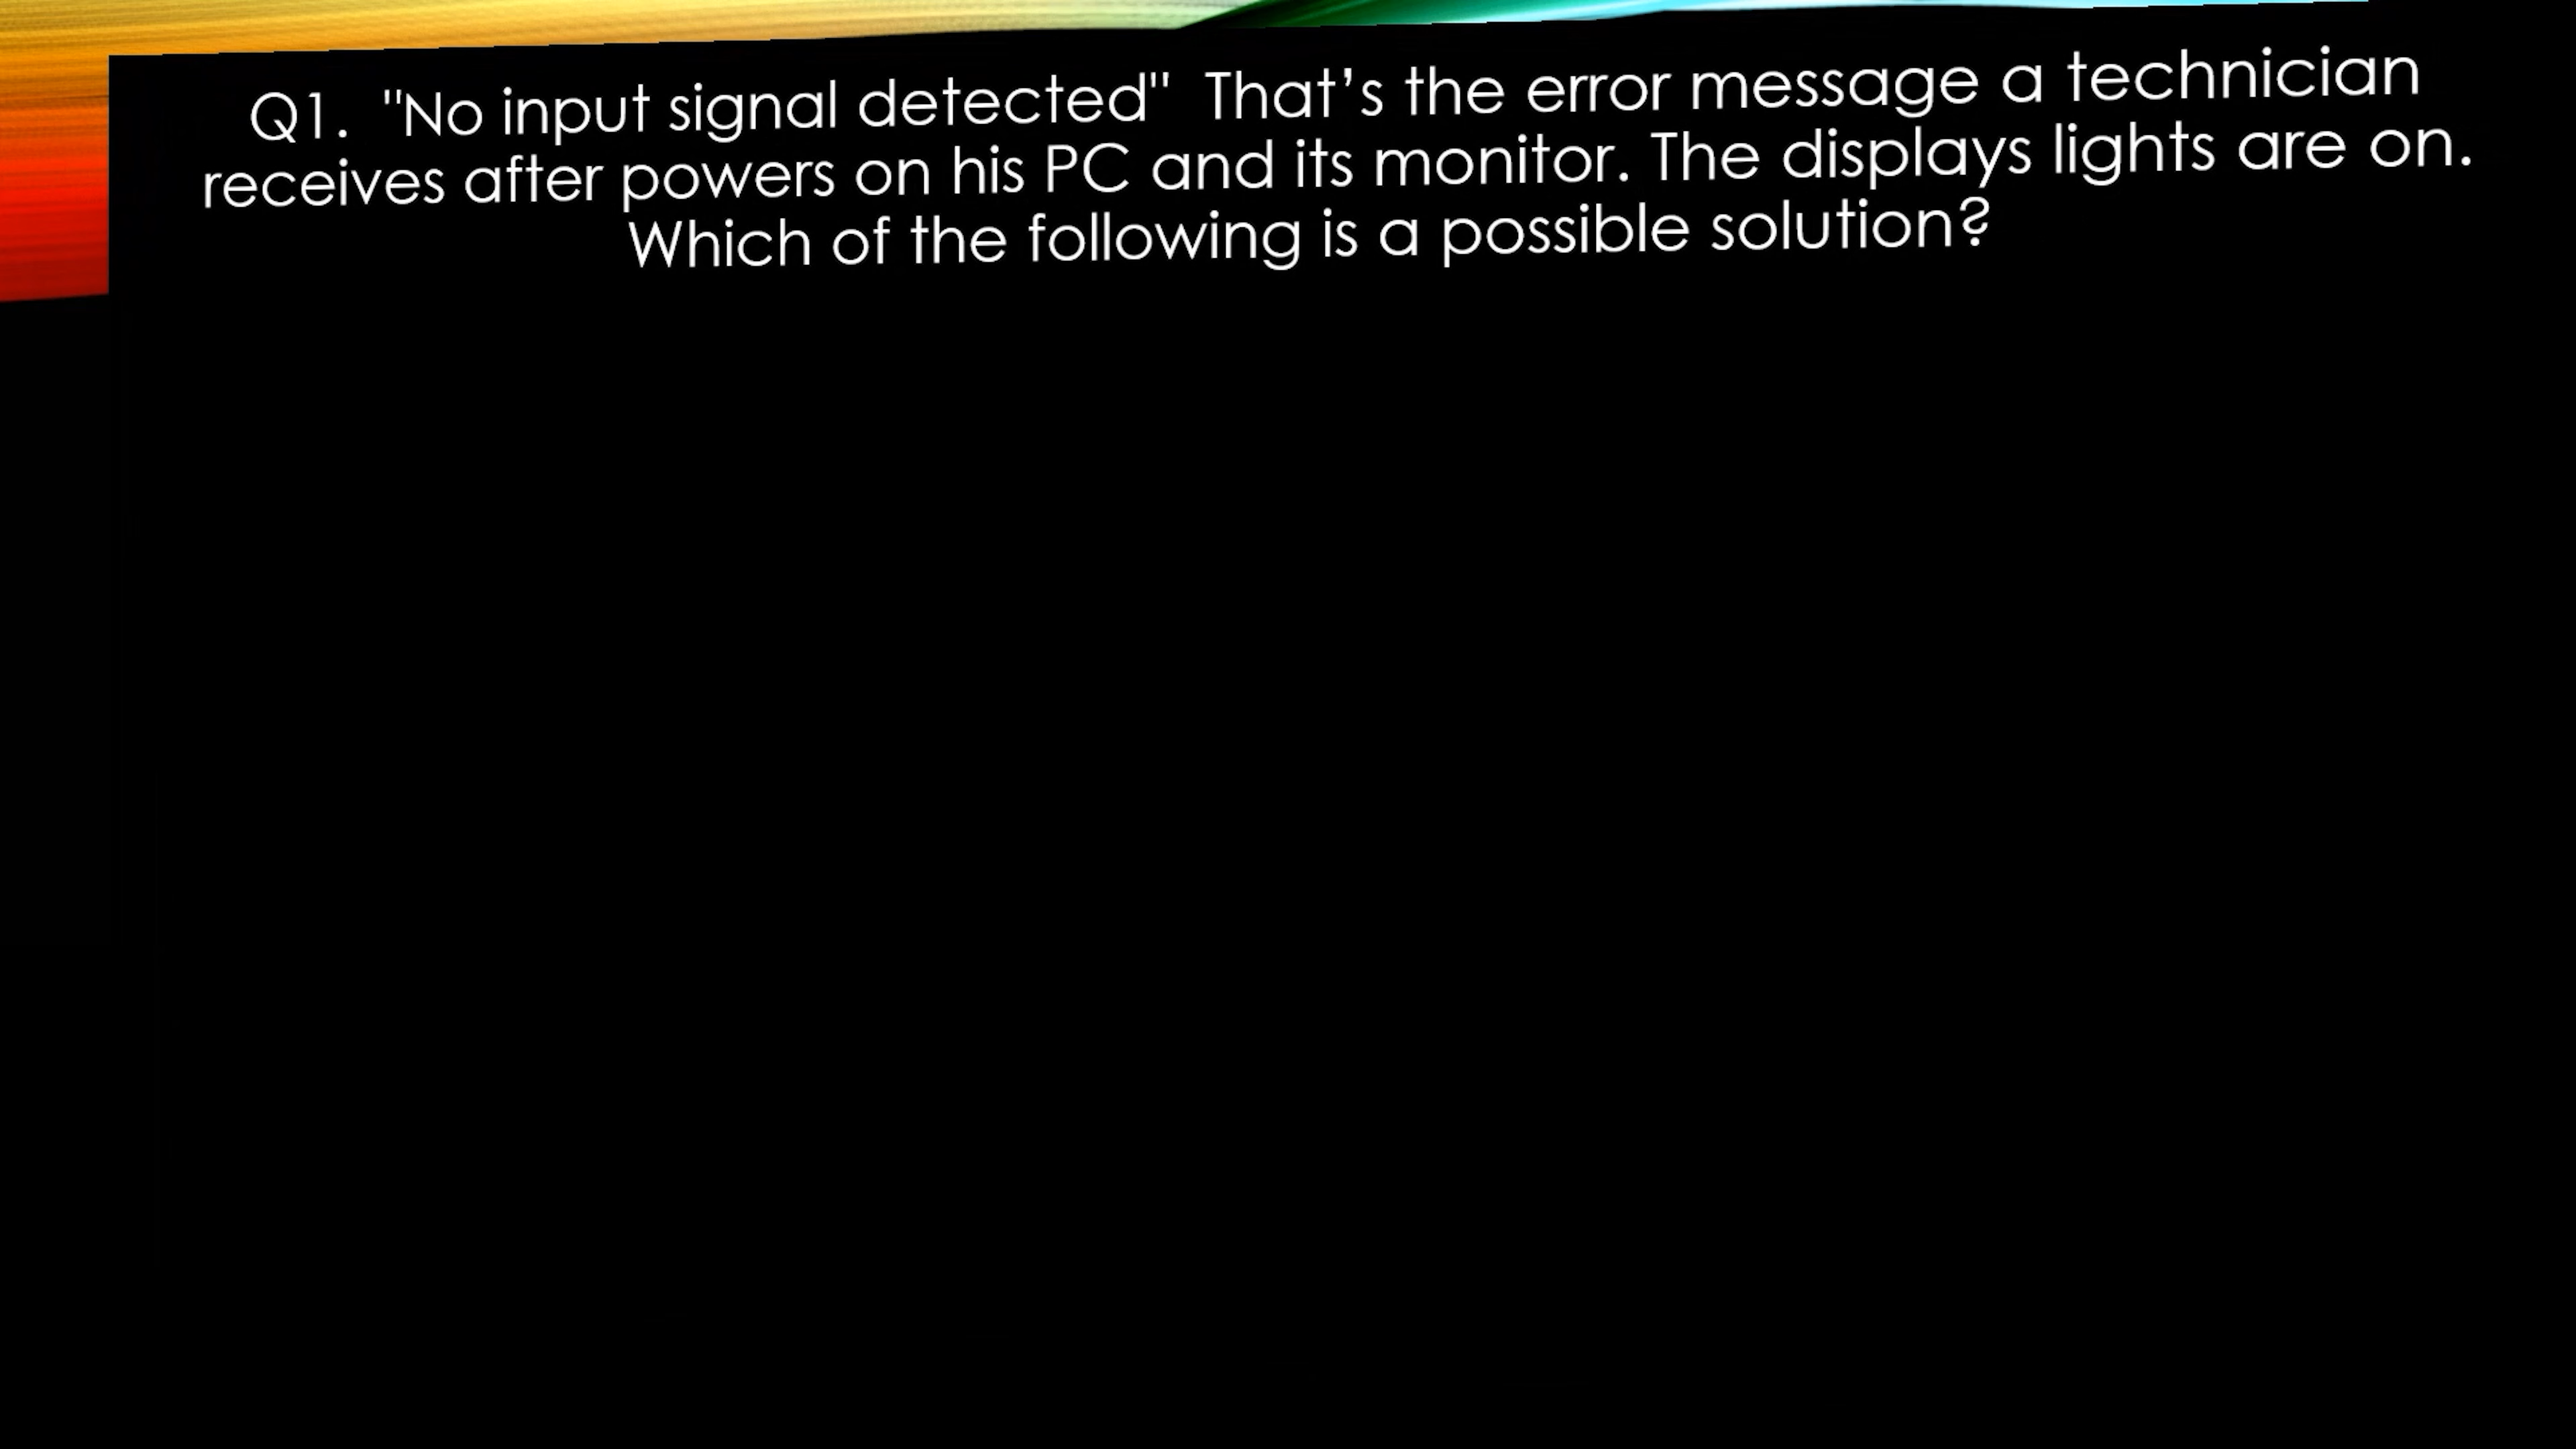 Q1.  "No input signal detected"  That’s the error message a technician
receives after powers on his PC and its monitor. The displays lights are on.
Which of the following is a possible solution?